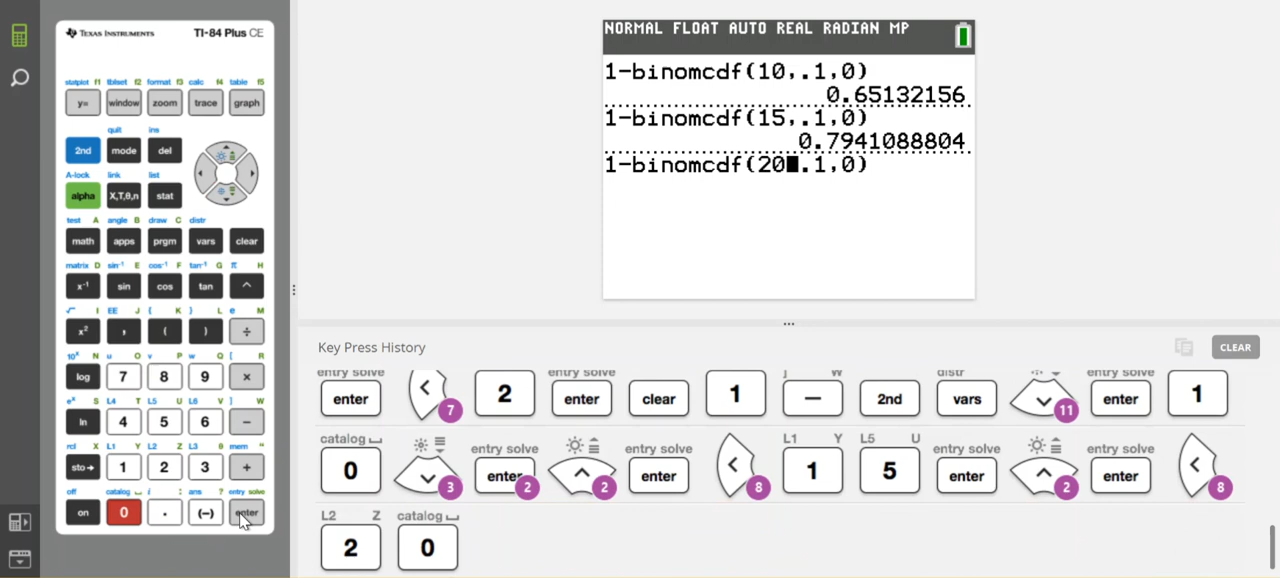 TEXAS INSTRUMENTS TI-84 Plus CE
statplot f1 tblset f2 format f3 calc f4 table f5
y= window zoom trace graph
quit ins
2nd mode del
A-lock link list
alpha X,T,θ,n stat
test A angle B draw C distr
math apps prgm vars clear
matrix D sin⁻¹ E cos⁻¹ F tan⁻¹ G π H
x⁻¹ sin cos tan ^
√ I EE J { K } L e M
x² , ( ) ÷
10ˣ N u O v P w Q [ R
log 7 8 9 ×
eˣ S L4 T L5 U L6 V ] W
ln 4 5 6 −
rcl X L1 Y L2 Z L3 θ mem "
sto→ 1 2 3 +
off catalog ⎵ i : ans ? entry solve
on 0 . (−) enter
NORMAL FLOAT AUTO REAL RADIAN MP
1-binomcdf(10,.1,0)
0.65132156
1-binomcdf(15,.1,0)
0.7941088804
1-binomcdf(20 .1,0)
Key Press History
CLEAR
entry solve entry solve ] W distr entry solve
enter 7 2 enter clear 1 — 2nd vars 11 enter 1
catalog ⎵ entry solve entry solve L1 Y L5 U entry solve entry solve
0 3 enter 2 2 enter 8 1 5 enter 2 enter 8
L2 Z catalog ⎵
2 0